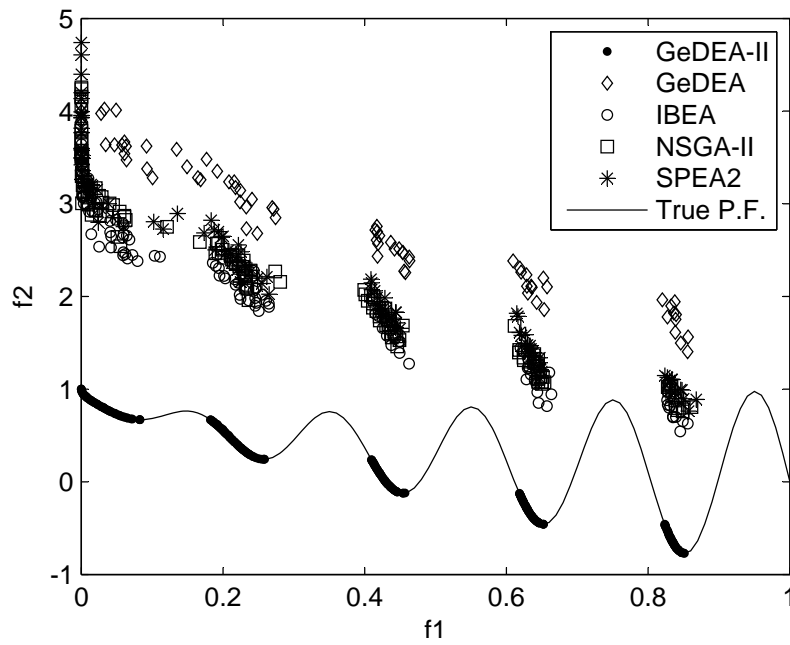 5
4
3
2
1
0
-1
0
0.2
0.4
0.6
0.8
1
f1
f2
GeDEA-II
GeDEA
IBEA
NSGA-II
SPEA2
True P.F.